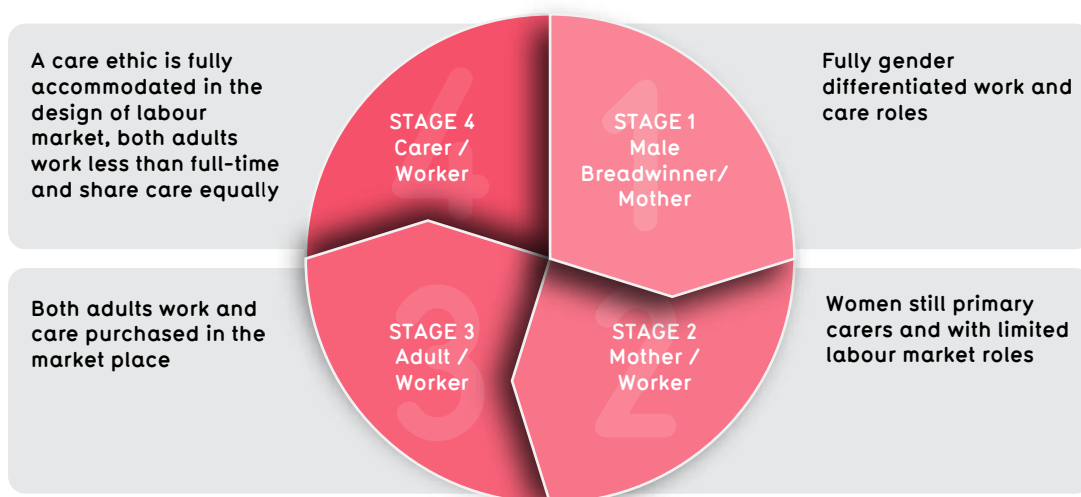 A care ethic is fully
accommodated in the
design of labour
market, both adults
work less than full-time
and share care equally
4
STAGE 4
Carer /
Worker
1
STAGE 1
Male
Breadwinner/
Mother
Fully gender
differentiated work and
care roles
Both adults work and
care purchased in the
market place
3
STAGE 3
Adult /
Worker
2
STAGE 2
Mother /
Worker
Women still primary
carers and with limited
labour market roles